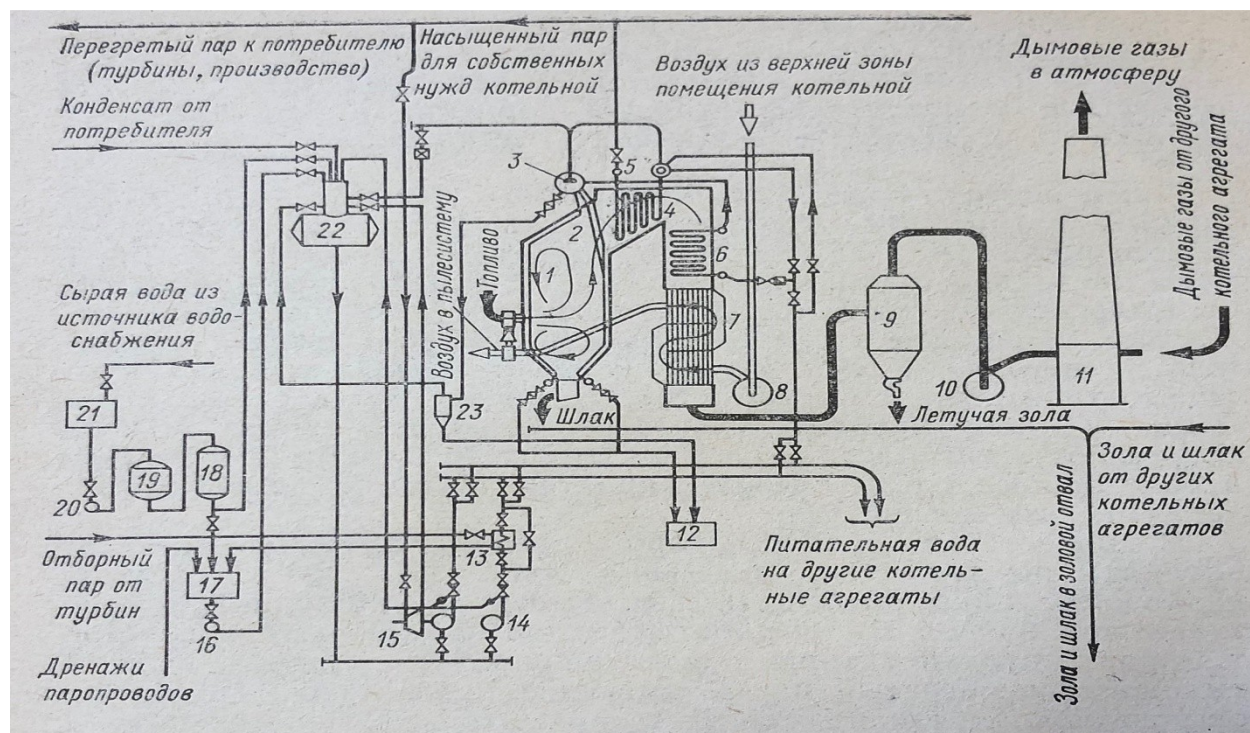 Перегретый пар к потребителю
(турбины, производство)
Насыщенный пар
для собственных
нужд котельной
Воздух из верхней зоны
помещения котельной
Дымовые газы
в атмосферу
Дымовые газы от другого
котельного агрегата
Конденсат от
потребителя
3
5
4
2
22
1
6
Топливо
Воздух в пылесистему
Сырая вода из
источника водо-
снабжения
7
9
8
10
11
21
23
Шлак
Летучая зола
19
18
20
Зола и шлак
от других
котельных
агрегатов
Зола и шлак в золовой отвал
12
Отборный
пар от
турбин
13
Питательная вода
на другие котель-
ные агрегаты
17
16
15
14
Дренажи
паропроводов